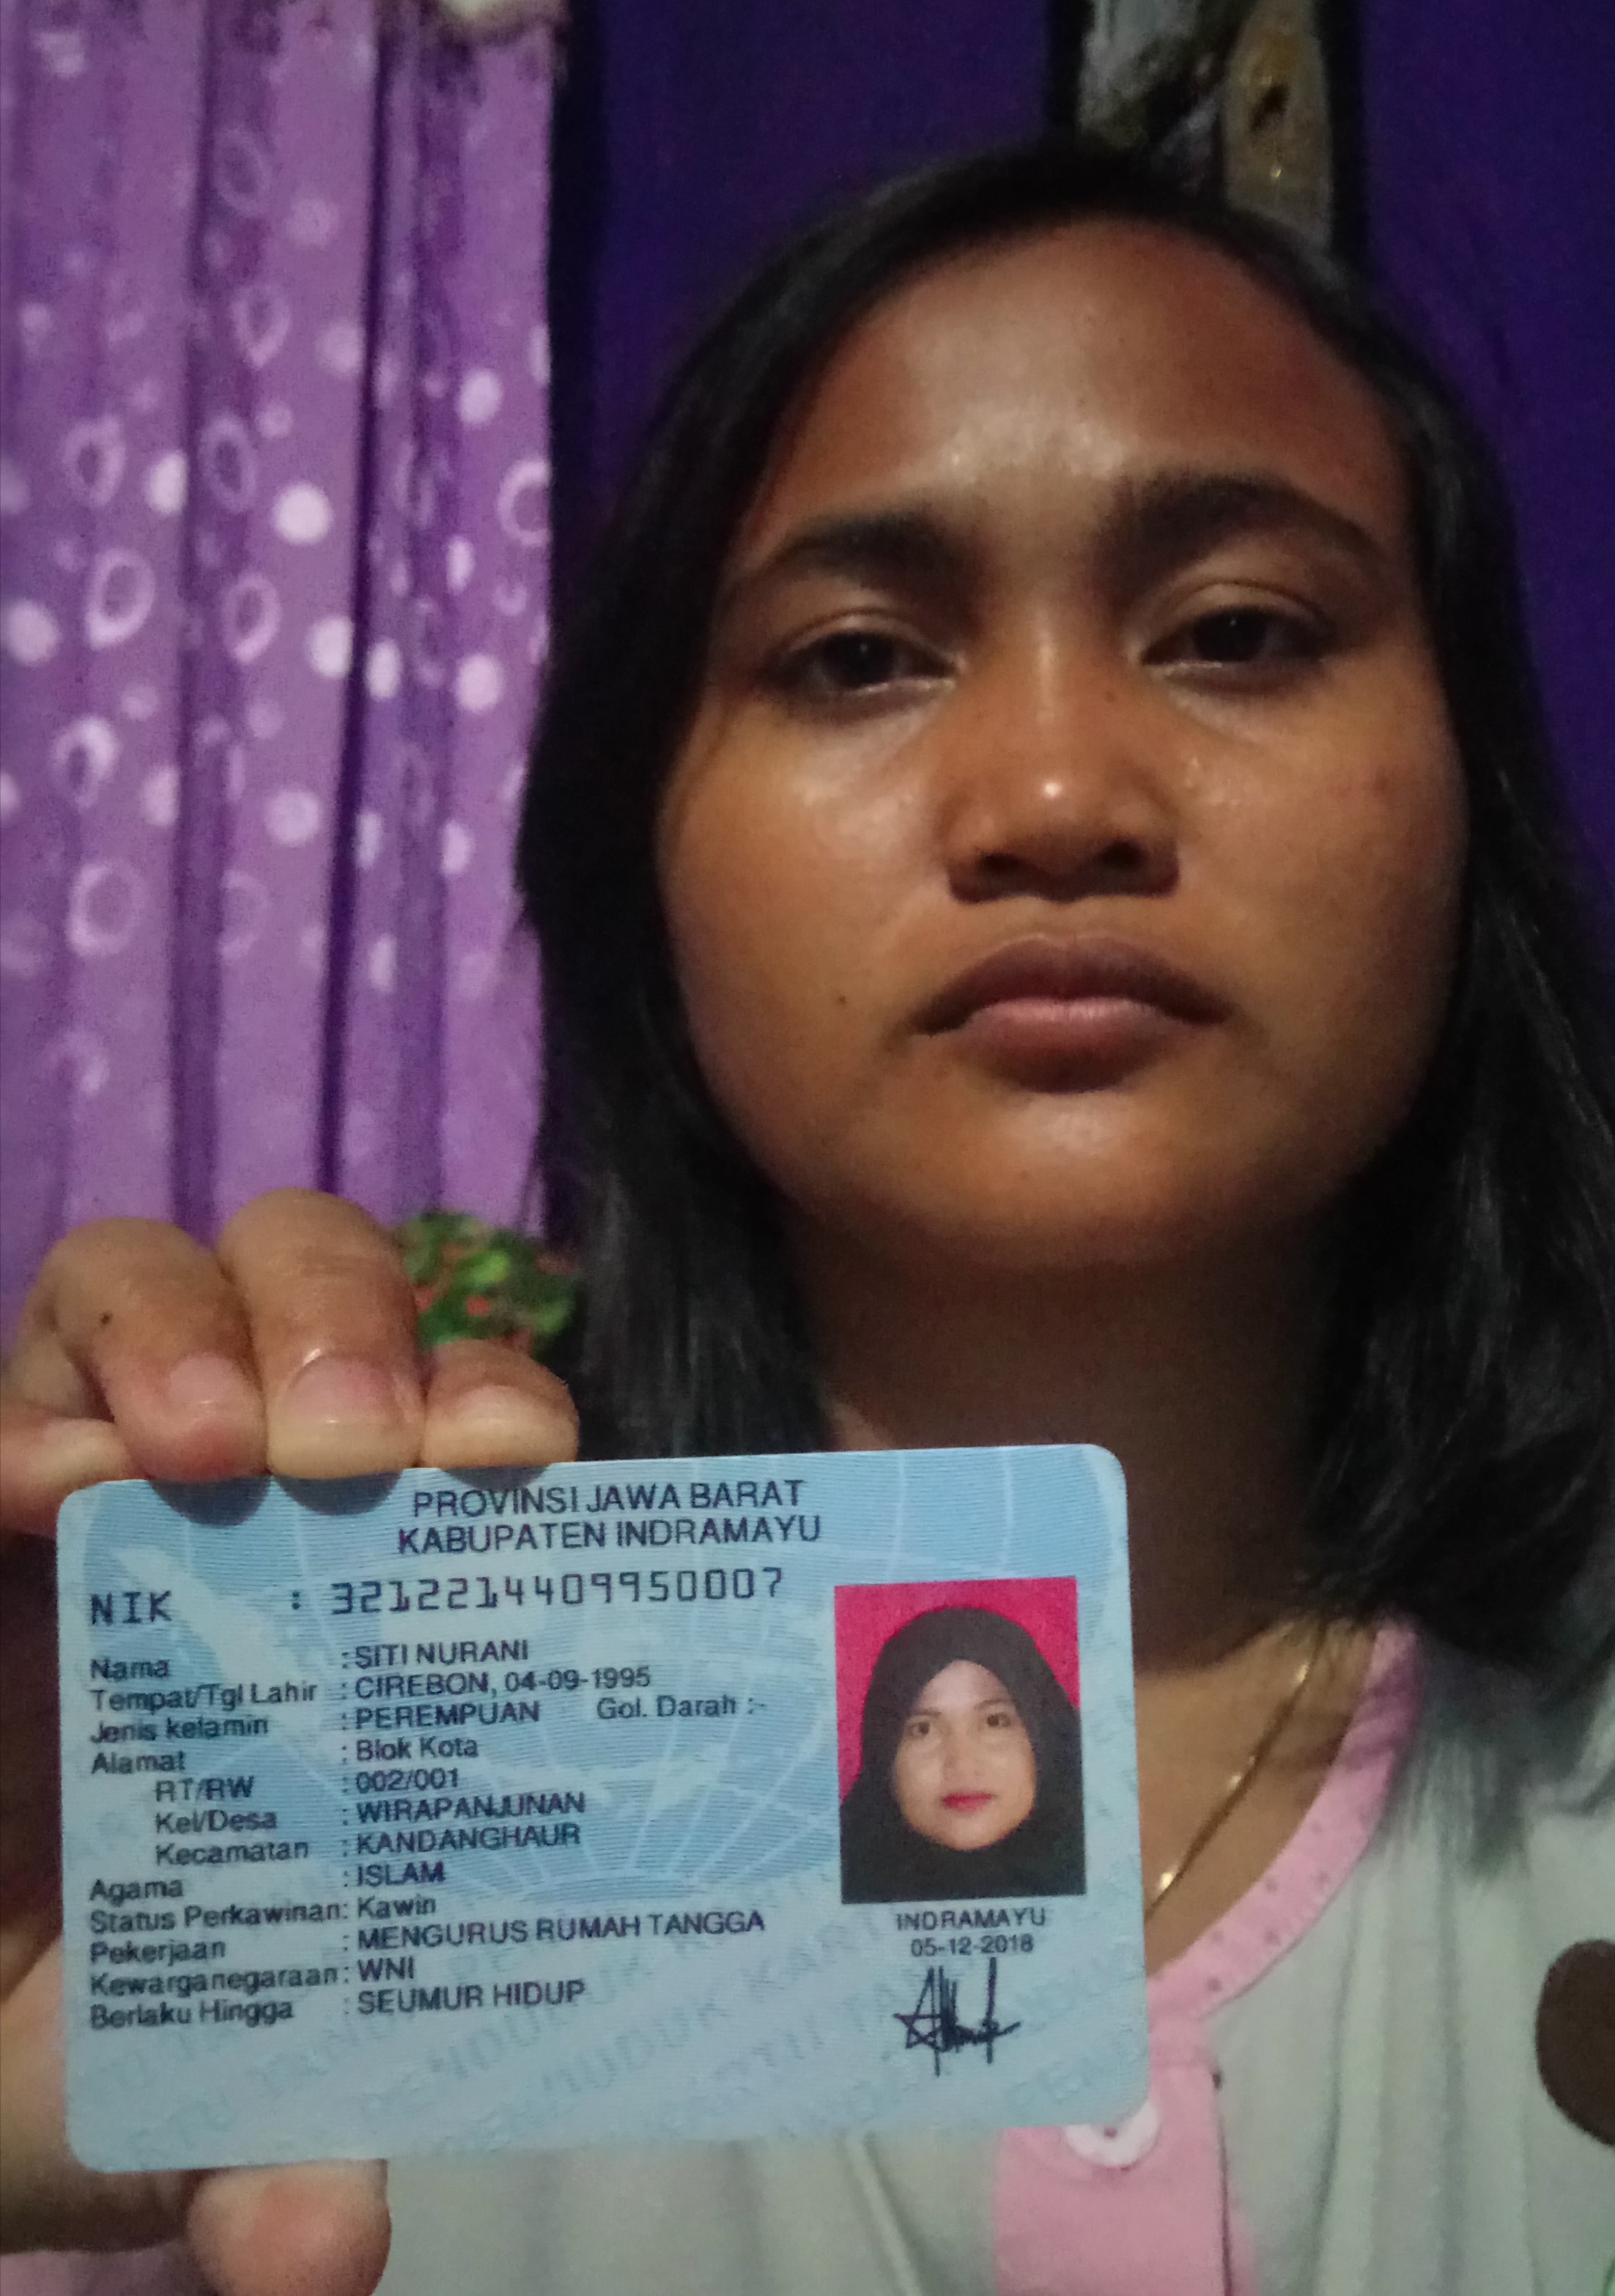 PROVINSI JAWA BARAT
KABUPATEN INDRAMAYU
NIK : 3212214409950007
Nama : SITI NURANI
Tempat/Tgl Lahir : CIREBON, 04-09-1995
Jenis kelamin : PEREMPUAN Gol. Darah :-
Alamat : Blok Kota
RT/RW : 002/001
Kel/Desa : WIRAPANJUNAN
Kecamatan : KANDANGHAUR
Agama : ISLAM
Status Perkawinan: Kawin
Pekerjaan : MENGURUS RUMAH TANGGA
Kewarganegaraan: WNI
Berlaku Hingga : SEUMUR HIDUP
INDRAMAYU
05-12-2018